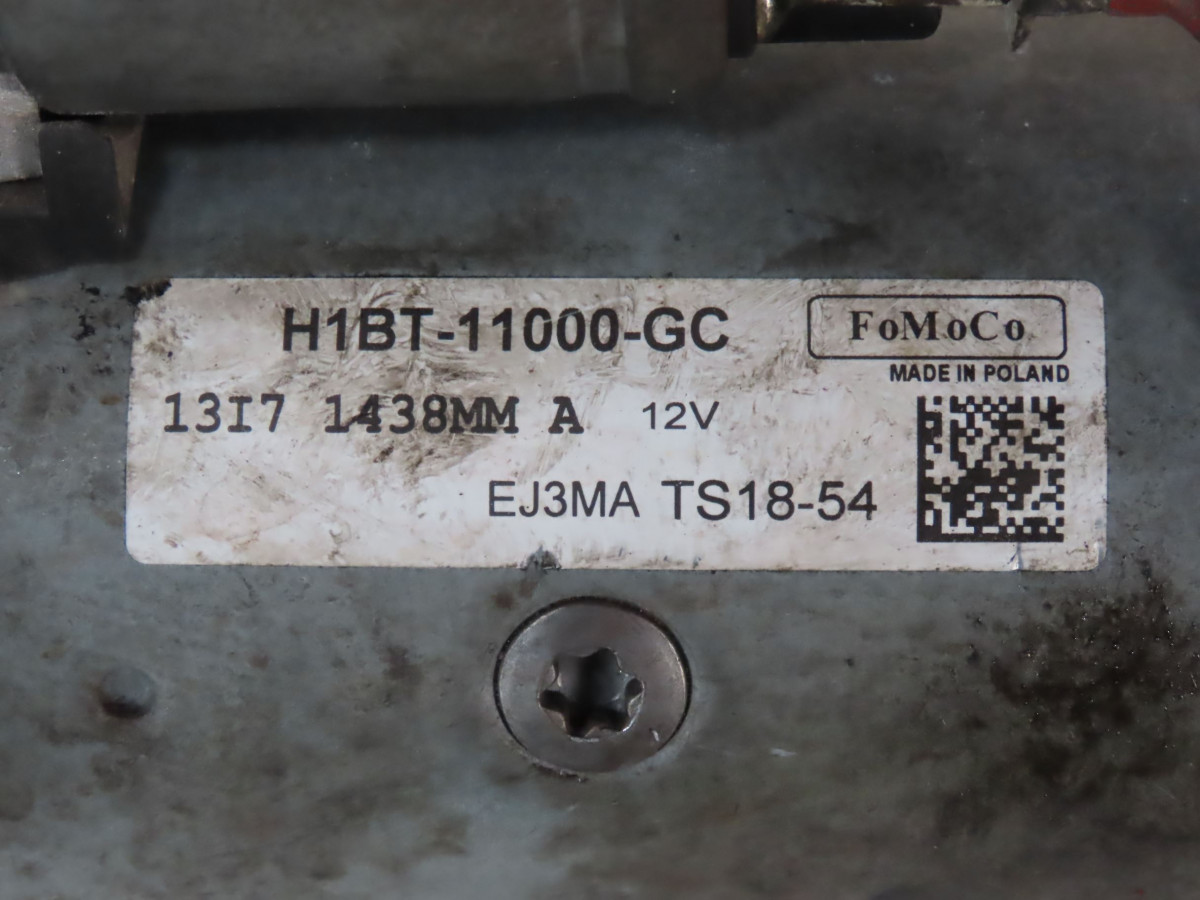 H1BT-11000-GC
FoMoCo
MADE IN POLAND
13I7 1438MM A 12V
EJ3MA TS18-54